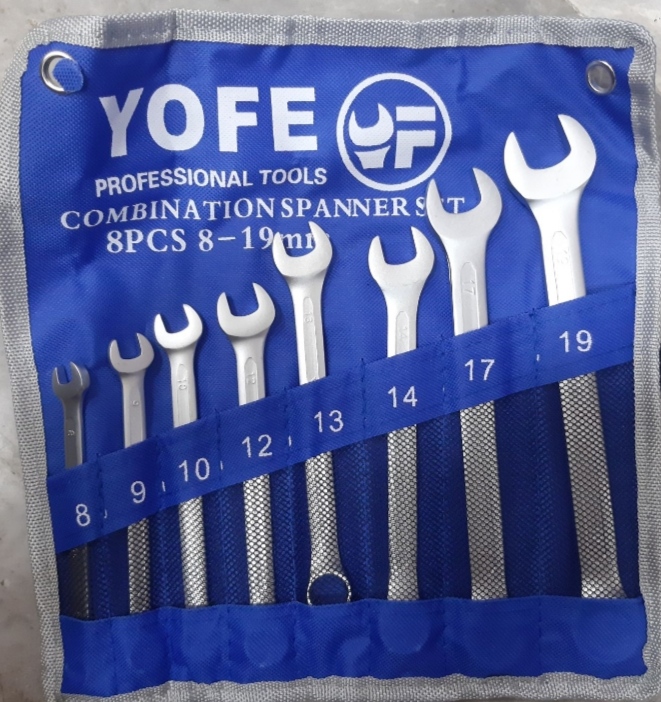 YOFE
PROFESSIONAL TOOLS
COMBINATION SPANNER SET
8PCS 8-19mm
19
17
14
13
12
10
9
8